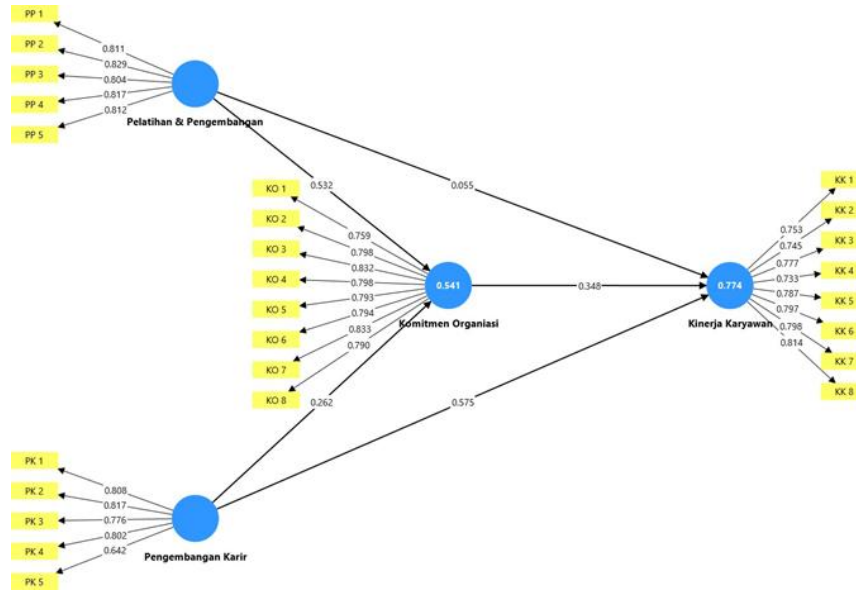 PP 1
PP 2
PP 3
PP 4
PP 5
0.811
0.829
0.804
0.817
0.812
Pelatihan & Pengembangan
0.532
0.055
KO 1
KO 2
KO 3
KO 4
KO 5
KO 6
KO 7
KO 8
0.759
0.798
0.832
0.798
0.793
0.794
0.833
0.790
0.541
Komitmen Organiasi
0.348
0.262
0.575
0.774
Kinerja Karyawan
0.753
0.745
0.777
0.733
0.787
0.797
0.798
0.814
KK 1
KK 2
KK 3
KK 4
KK 5
KK 6
KK 7
KK 8
PK 1
PK 2
PK 3
PK 4
PK 5
0.808
0.817
0.776
0.802
0.642
Pengembangan Karir